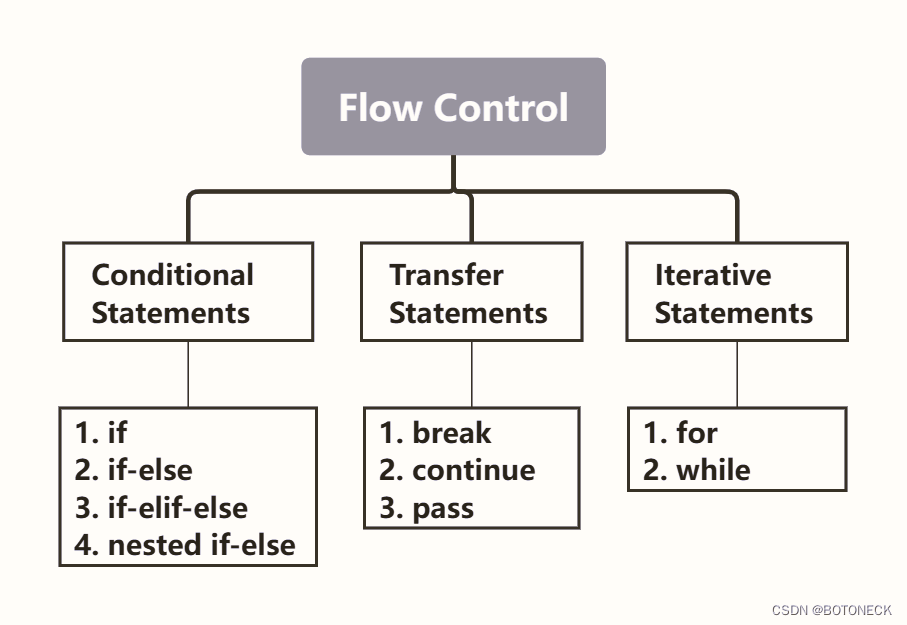 Flow Control
Conditional
Statements
Transfer
Statements
Iterative
Statements
1. if
2. if-else
3. if-elif-else
4. nested if-else
1. break
2. continue
3. pass
1. for
2. while
CSDN @BOTONECK